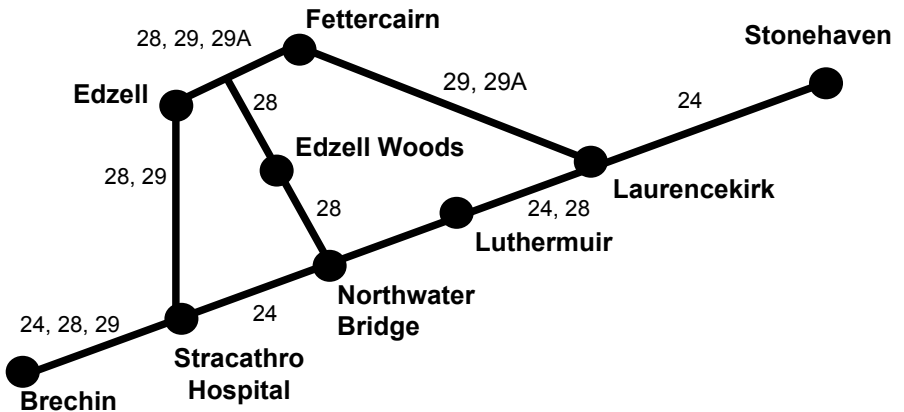 Fettercairn
28, 29, 29A
Stonehaven
Edzell
28
29, 29A
24
Edzell Woods
28, 29
28
24, 28
Laurencekirk
Luthermuir
Northwater
Bridge
24
24, 28, 29
Stracathro
Hospital
Brechin